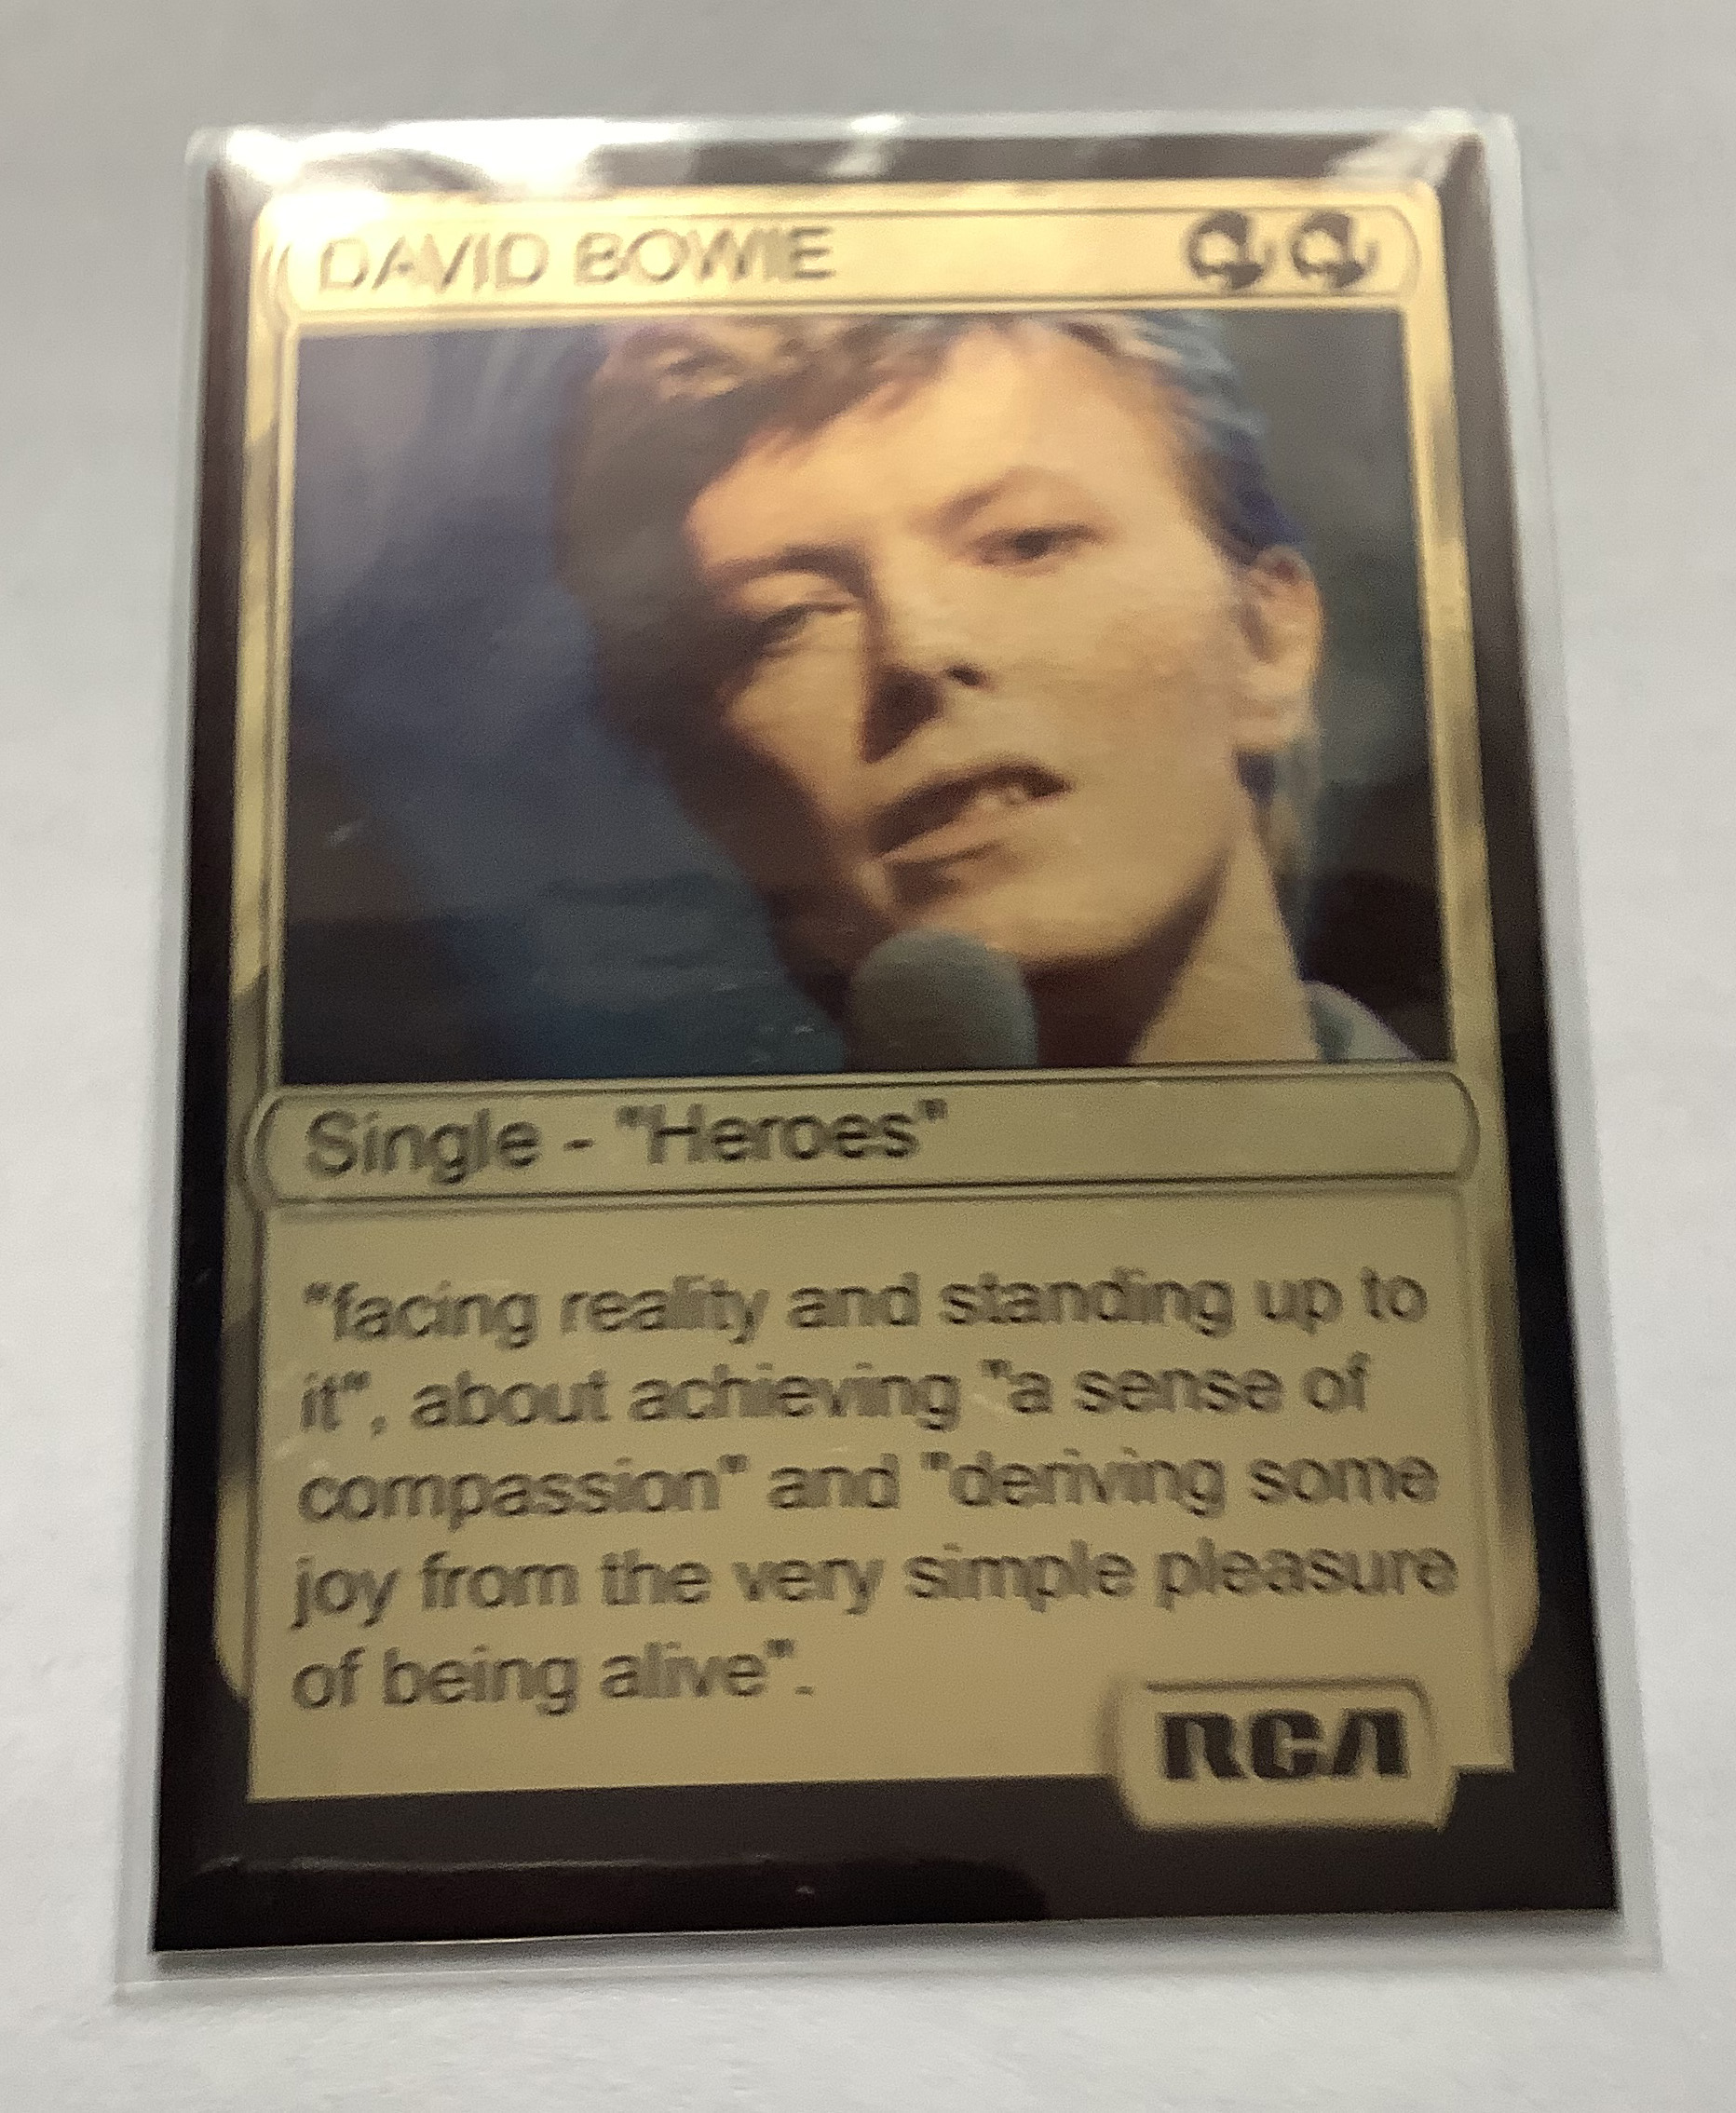 DAVID BOWIE
Single - "Heroes"
"facing reality and standing up to
it", about achieving "a sense of
compassion" and "deriving some
joy from the very simple pleasure
of being alive".
RCA